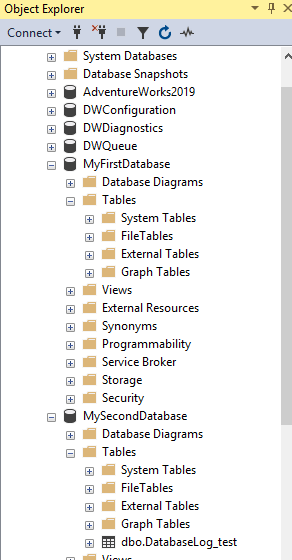 Object Explorer
Connect
System Databases
Database Snapshots
AdventureWorks2019
DWConfiguration
DWDiagnostics
DWQueue
MyFirstDatabase
Database Diagrams
Tables
System Tables
FileTables
External Tables
Graph Tables
Views
External Resources
Synonyms
Programmability
Service Broker
Storage
Security
MySecondDatabase
Database Diagrams
Tables
System Tables
FileTables
External Tables
Graph Tables
dbo.DatabaseLog_test
Views